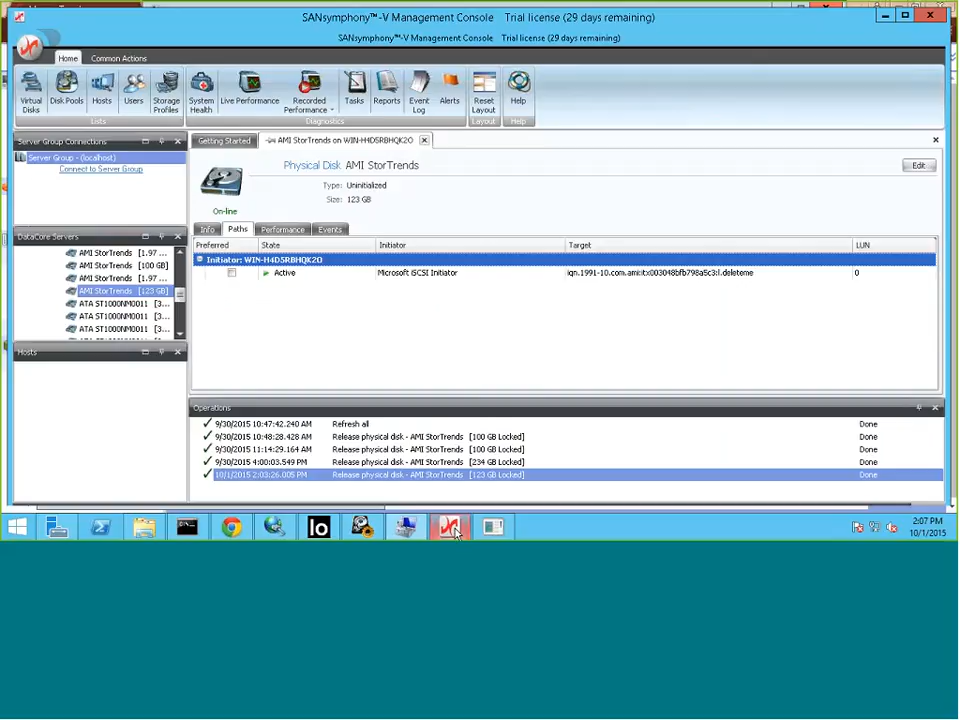 SANsymphony™-V Management Console Trial license (29 days remaining)
SANsymphony™-V Management Console Trial license (29 days remaining)
Home Common Actions
Virtual Disks Disk Pools Hosts Users Storage Profiles System Health Live Performance Recorded Performance Tasks Reports Event Log Alerts Reset Layout Help
Lists Diagnostics Layout Help
Server Group Connections
Server Group - (localhost)
Connect to Server Group
Getting Started AMI StorTrends on WIN-H4D5RBHQK2O
Physical Disk AMI StorTrends Edit
Type: Uninitialized
Size: 123 GB
On-line
Info Paths Performance Events
DataCore Servers
AMI StorTrends [1.97 ...
AMI StorTrends [100 GB]
AMI StorTrends [1.97 ...
AMI StorTrends [123 GB]
ATA ST1000NM0011 [3...
ATA ST1000NM0011 [3...
ATA ST1000NM0011 [3...
Preferred State Initiator Target LUN
Initiator: WIN-H4D5RBHQK2O
Active Microsoft iSCSI Initiator iqn.1991-10.com.ami:itx003048bfb798a5c3:l.deleteme 0
Hosts
Operations
9/30/2015 10:47:42.240 AM Refresh all Done
9/30/2015 10:48:28.428 AM Release physical disk - AMI StorTrends [100 GB Locked] Done
9/30/2015 11:14:29.164 AM Release physical disk - AMI StorTrends [100 GB Locked] Done
9/30/2015 4:00:03.549 PM Release physical disk - AMI StorTrends [234 GB Locked] Done
10/1/2015 2:03:26.005 PM Release physical disk - AMI StorTrends [123 GB Locked] Done
Io
2:07 PM
10/1/2015